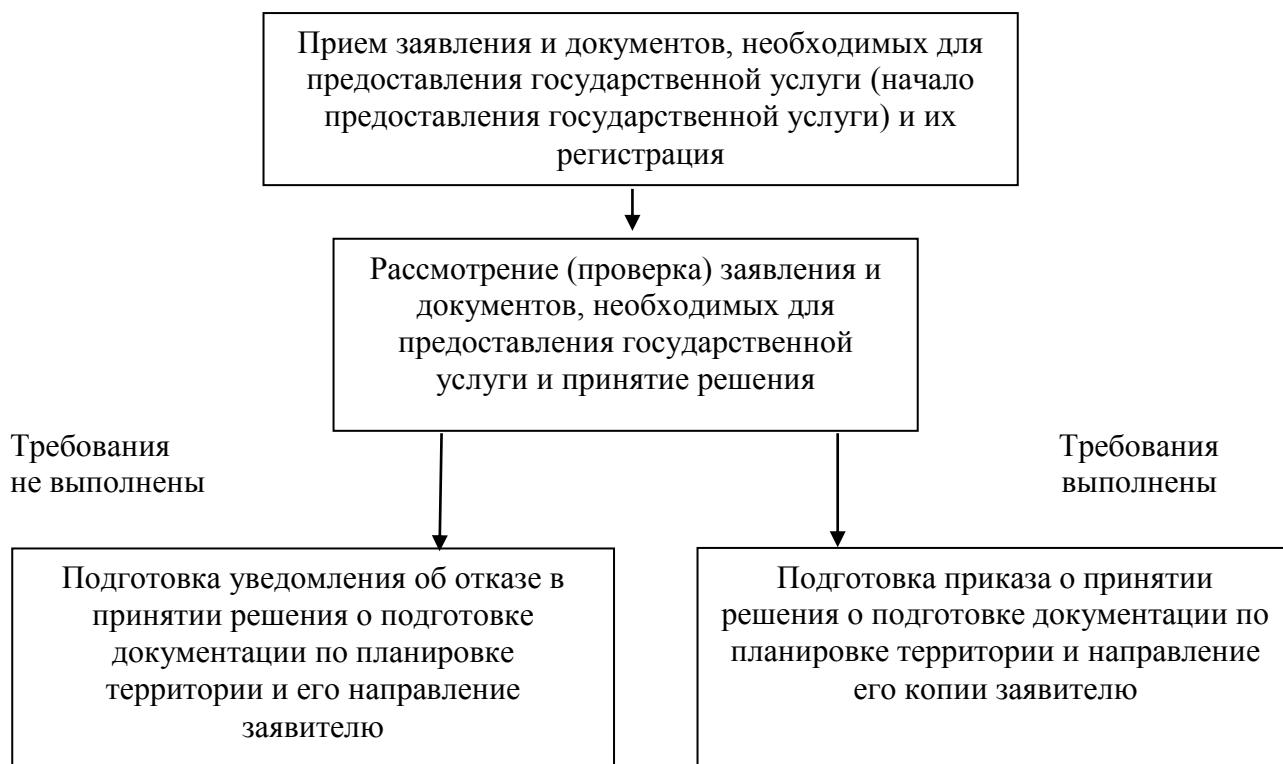 Прием заявления и документов, необходимых для
предоставления государственной услуги (начало
предоставления государственной услуги) и их
регистрация
Рассмотрение (проверка) заявления и
документов, необходимых для
предоставления государственной
услуги и принятие решения
Требования
не выполнены
Требования
выполнены
Подготовка уведомления об отказе в
принятии решения о подготовке
документации по планировке
территории и его направление
заявителю
Подготовка приказа о принятии
решения о подготовке документации по
планировке территории и направление
его копии заявителю